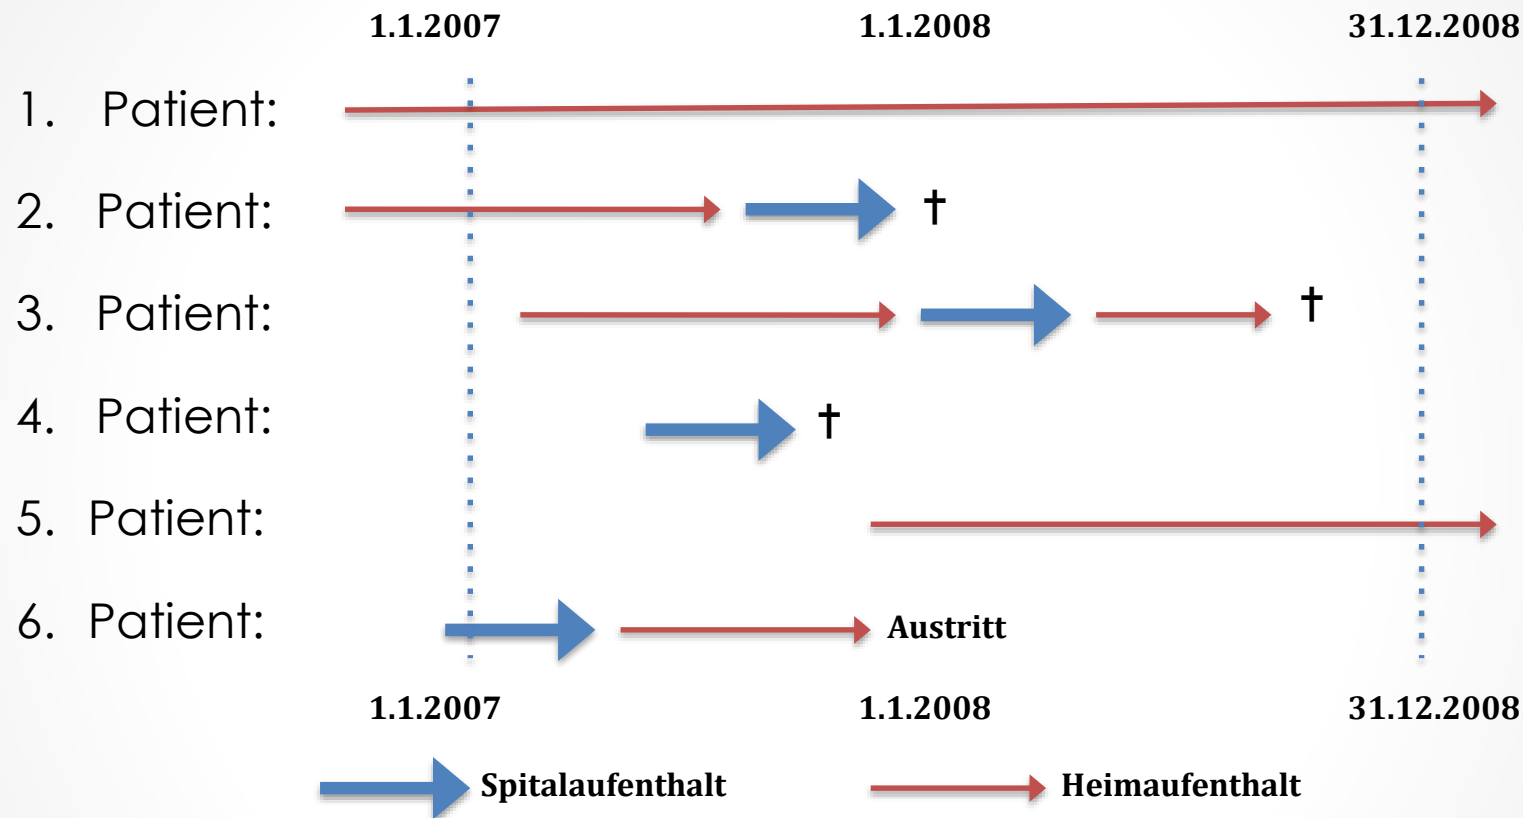 1.1.2007 1.1.2008 31.12.2008
1. Patient:
2. Patient: †
3. Patient: †
4. Patient: †
5. Patient:
6. Patient: Austritt
1.1.2007 1.1.2008 31.12.2008
Spitalaufenthalt Heimaufenthalt